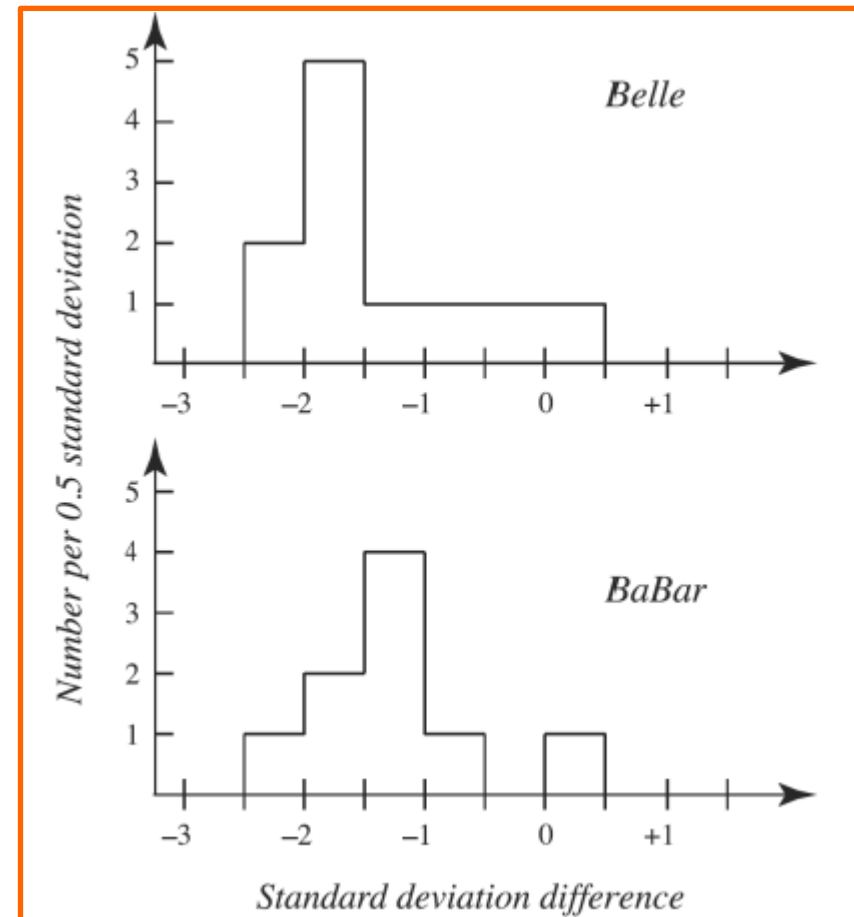 5
Belle
4
3
2
1
–3 –2 –1 0 +1
Number per 0.5 standard deviation
5
4
BaBar
3
2
1
–3 –2 –1 0 +1
Standard deviation difference